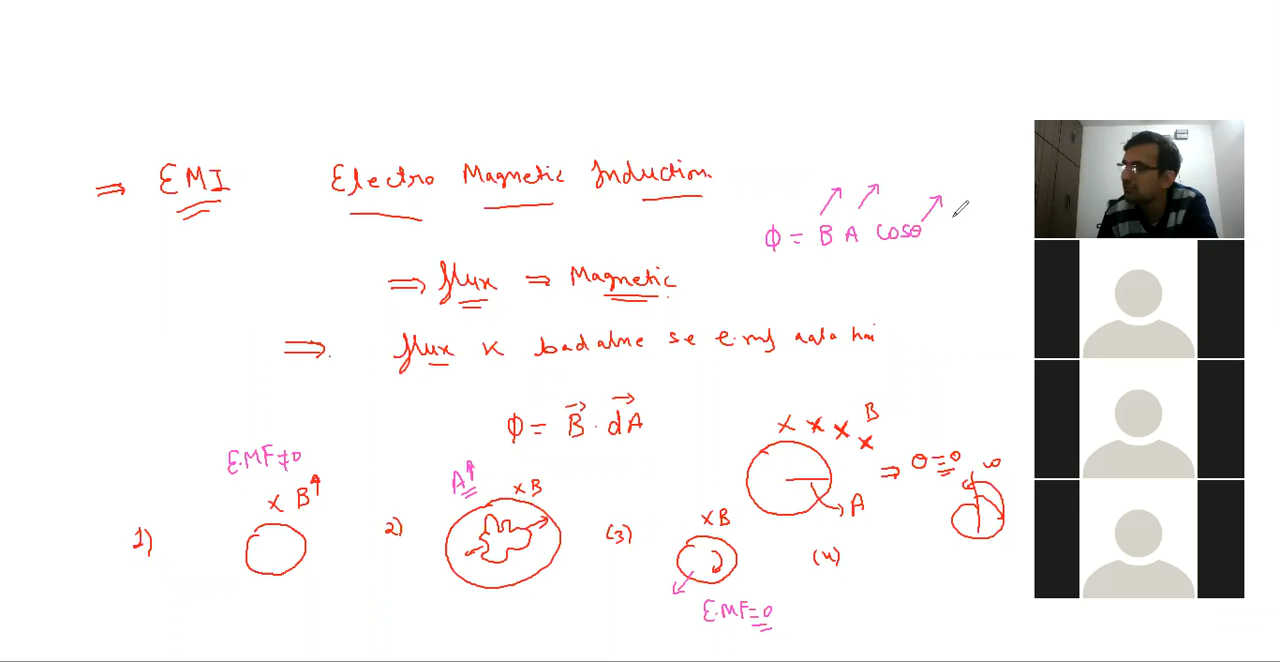 ⇒ EMI Electro Magnetic Induction
Φ = B A cosθ
⇒ flux ⇒ Magnetic
⇒ flux K badalne se e.mf aata hai
Φ = B⃗ · dA⃗
× × × × B
A
⇒ θ = 0
ω
E.MF ≠ 0
× B↑
1)
A↑
× B
2)
× B
(3)
E.MF = 0
(4)